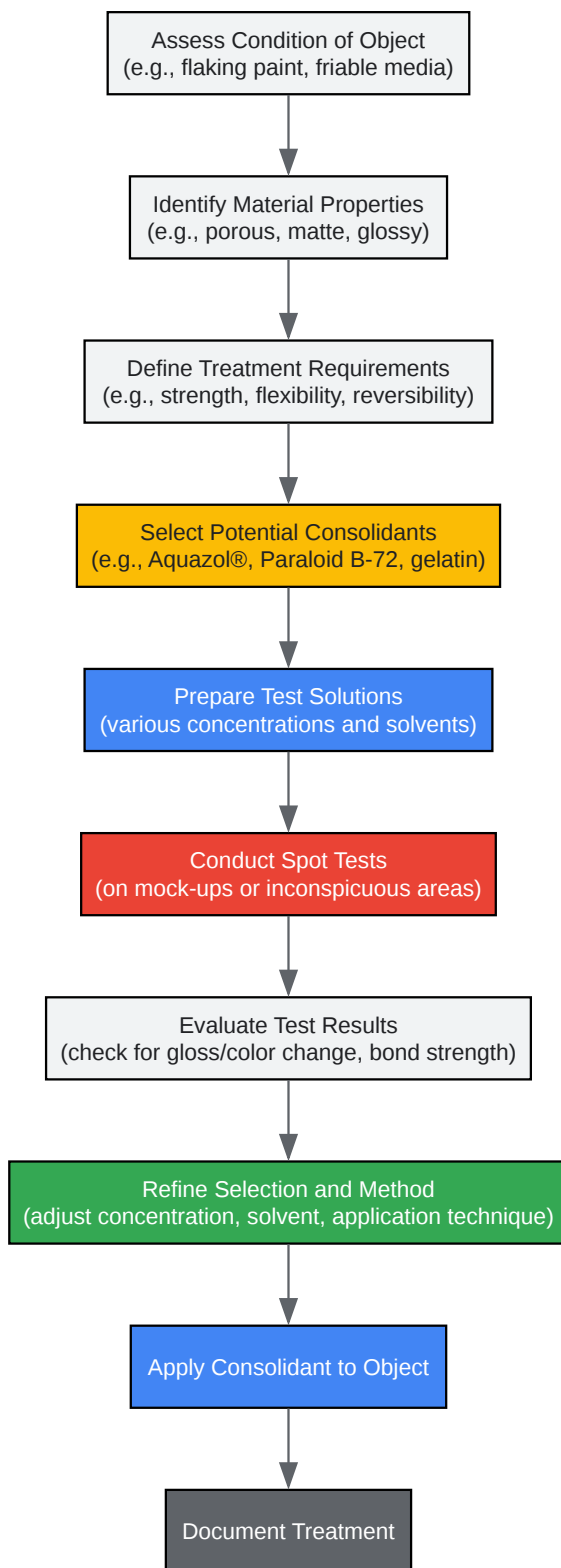 Assess Condition of Object
(e.g., flaking paint, friable media)
Identify Material Properties
(e.g., porous, matte, glossy)
Define Treatment Requirements
(e.g., strength, flexibility, reversibility)
Select Potential Consolidants
(e.g., Aquazol®, Paraloid B-72, gelatin)
Prepare Test Solutions
(various concentrations and solvents)
Conduct Spot Tests
(on mock-ups or inconspicuous areas)
Evaluate Test Results
(check for gloss/color change, bond strength)
Refine Selection and Method
(adjust concentration, solvent, application technique)
Apply Consolidant to Object
Document Treatment